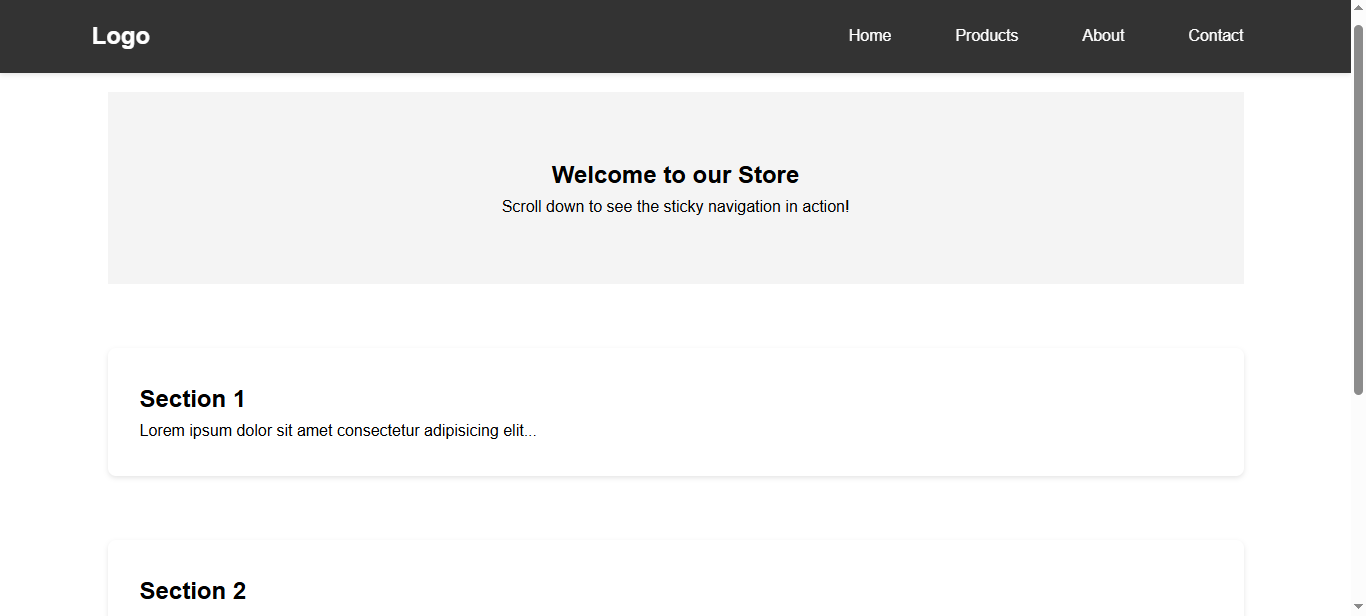 Logo
Home Products About Contact
Welcome to our Store
Scroll down to see the sticky navigation in action!
Section 1
Lorem ipsum dolor sit amet consectetur adipisicing elit...
Section 2